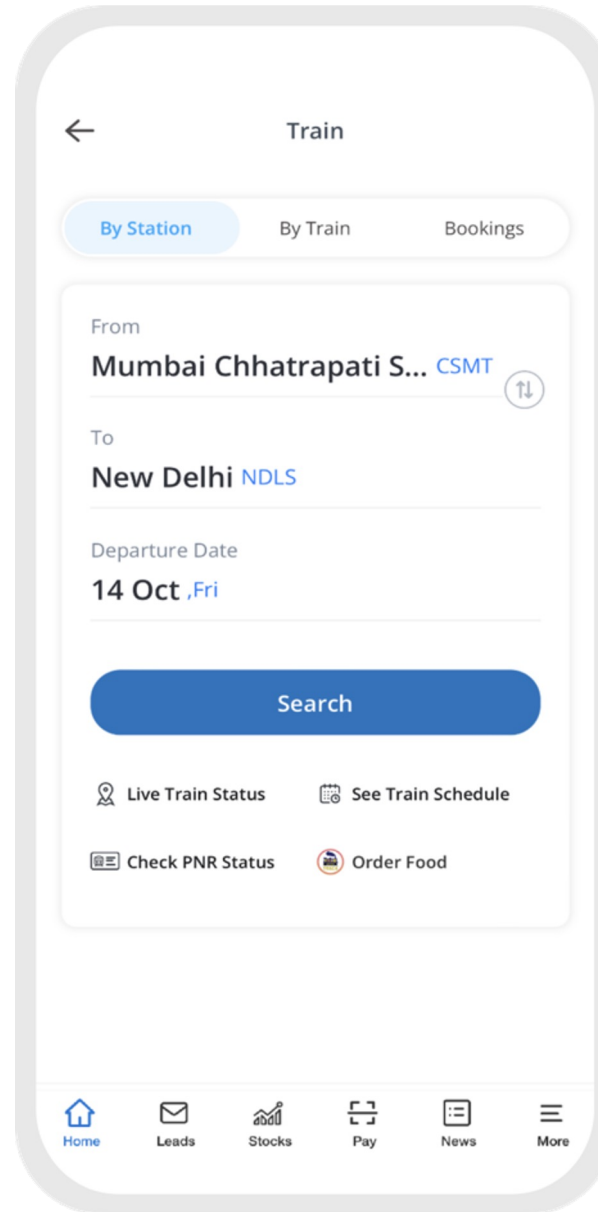 Train
By Station By Train Bookings
From
Mumbai Chhatrapati S... CSMT
To
New Delhi NDLS
Departure Date
14 Oct ,Fri
Search
Live Train Status See Train Schedule
Check PNR Status Order Food
Home Leads Stocks Pay News More